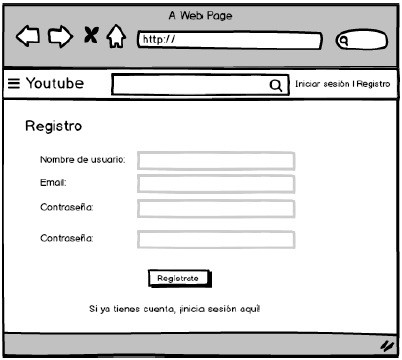 A Web Page
http://
Youtube
Iniciar sesión | Registro
Registro
Nombre de usuario:
Email:
Contraseña:
Contraseña:
Registrate
Si ya tienes cuenta, ¡inicia sesión aquí!